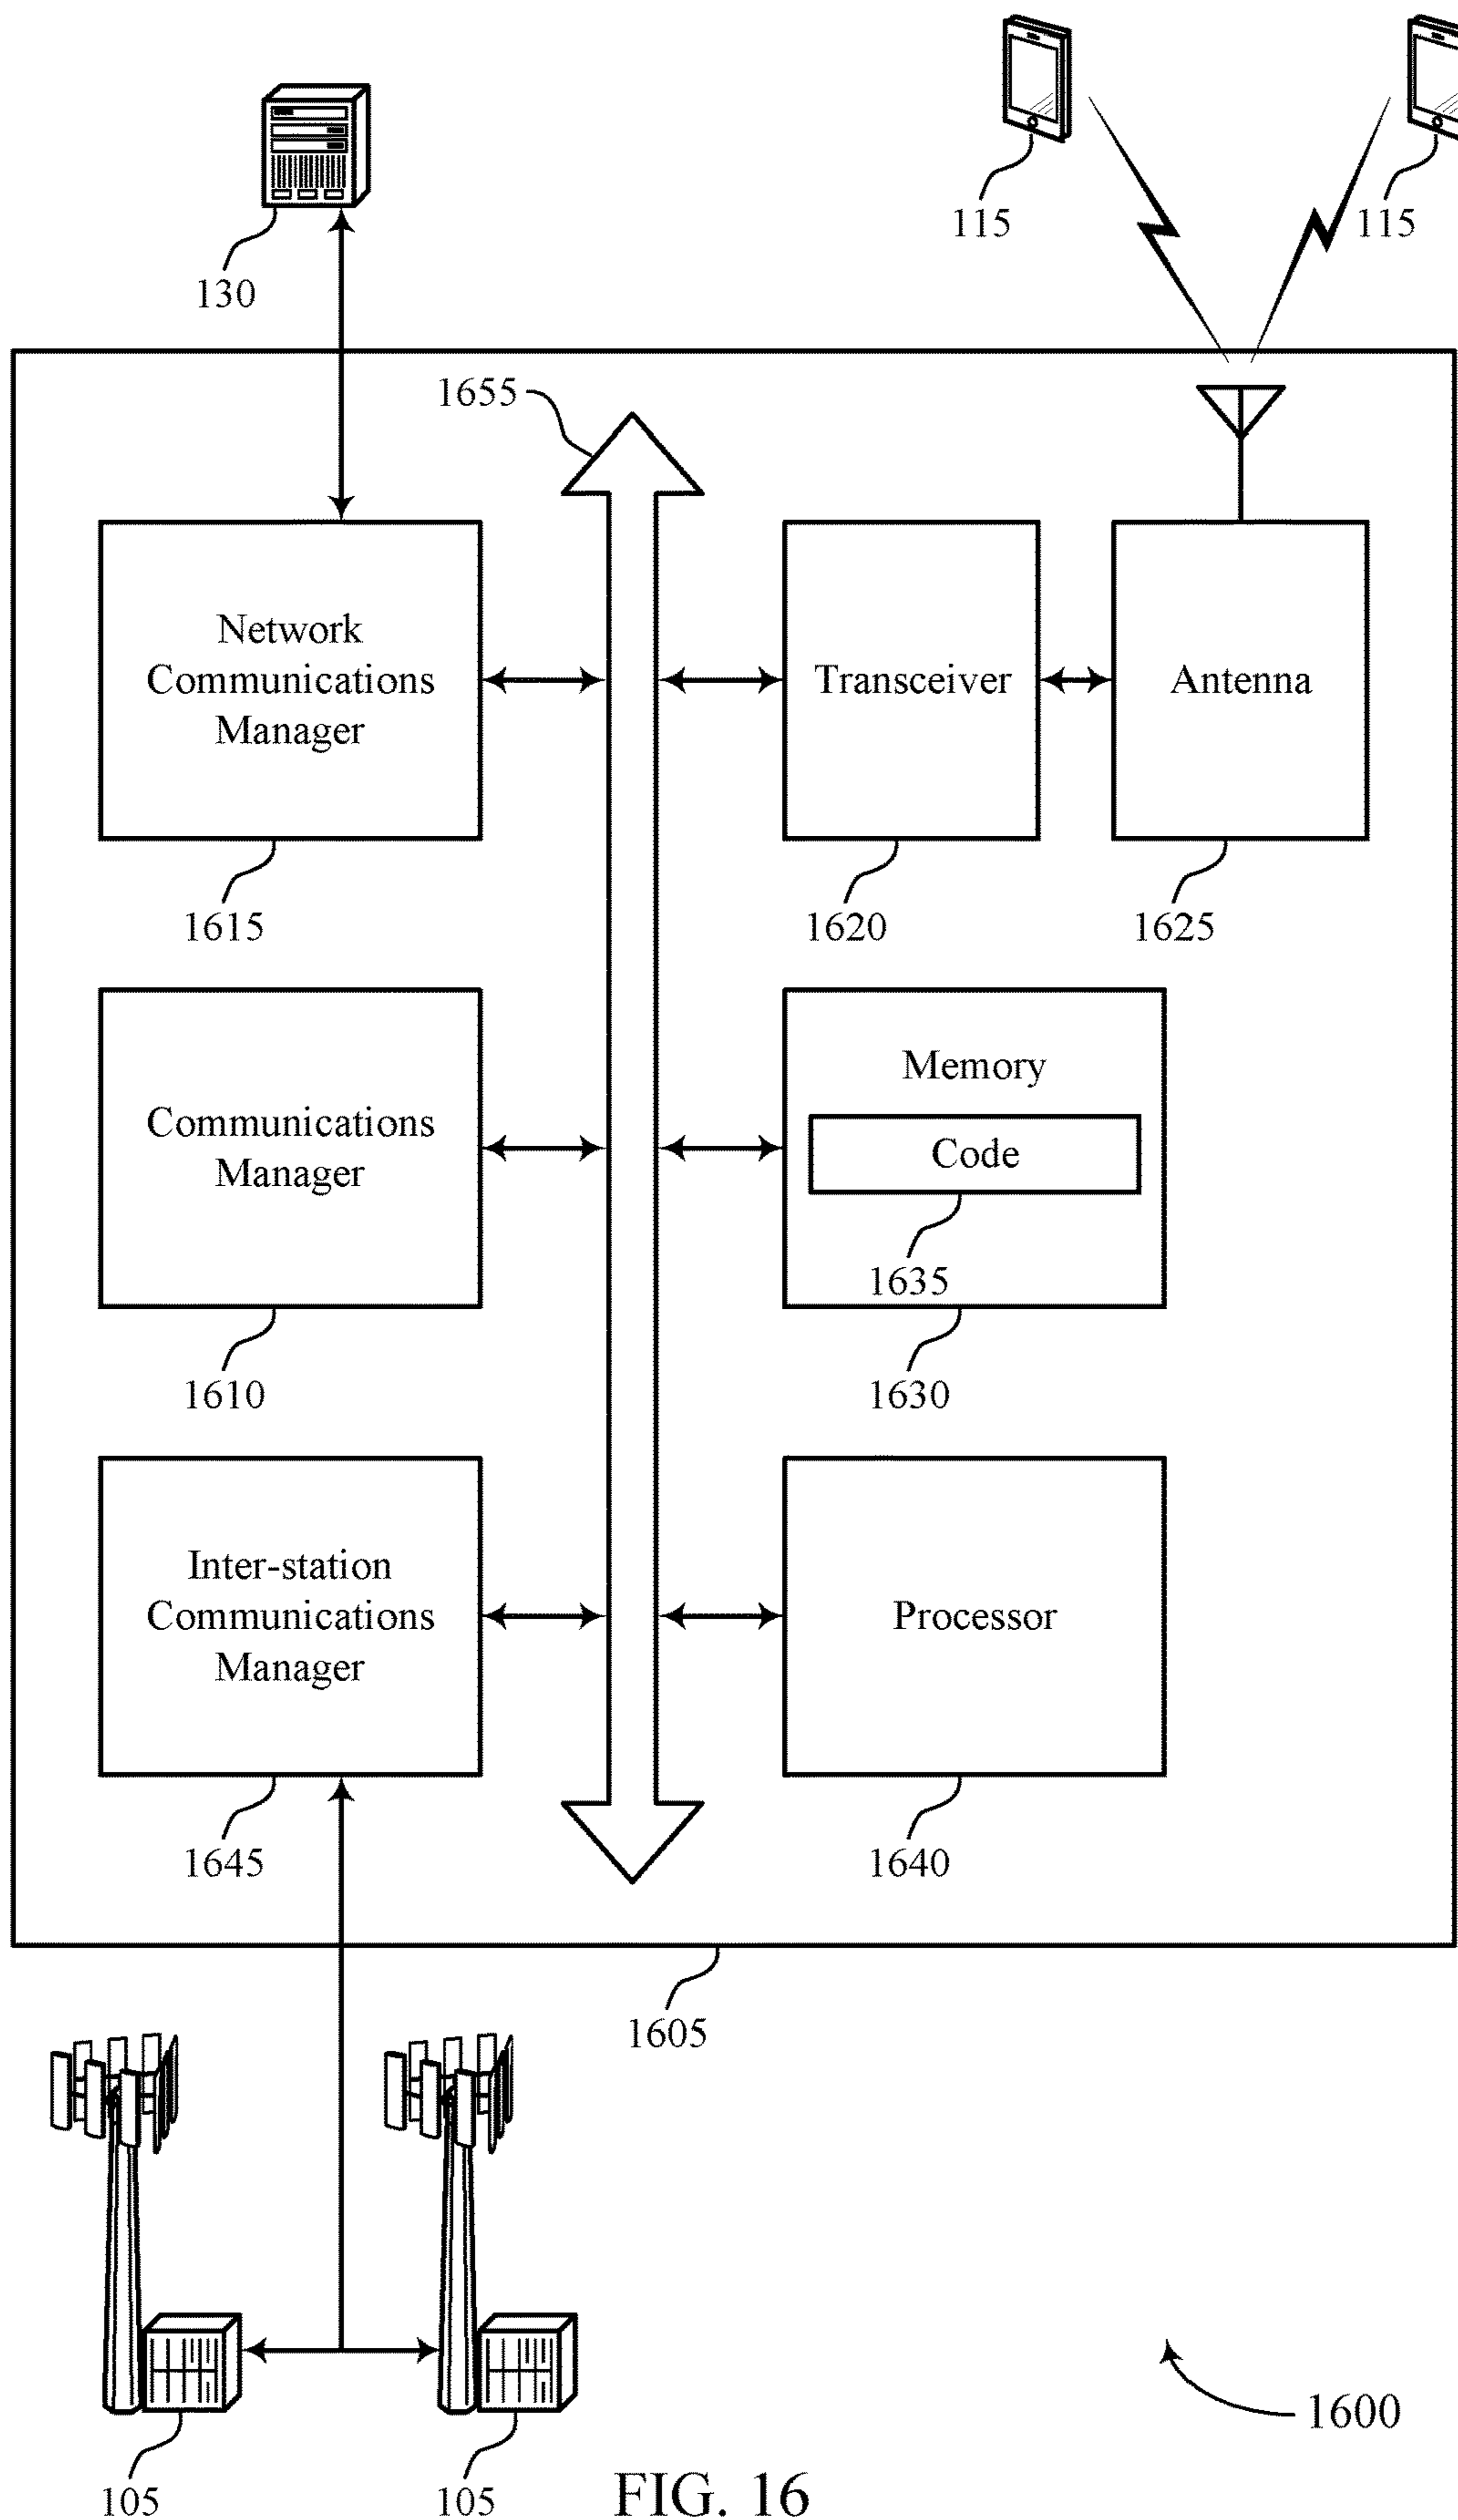 130
115
115
1655
Network
Communications
Manager
Transceiver
Antenna
1615
1620
1625
Communications
Manager
Memory
Code
1635
1610
1630
Inter-station
Communications
Manager
Processor
1645
1640
1605
105
105
1600
FIG. 16